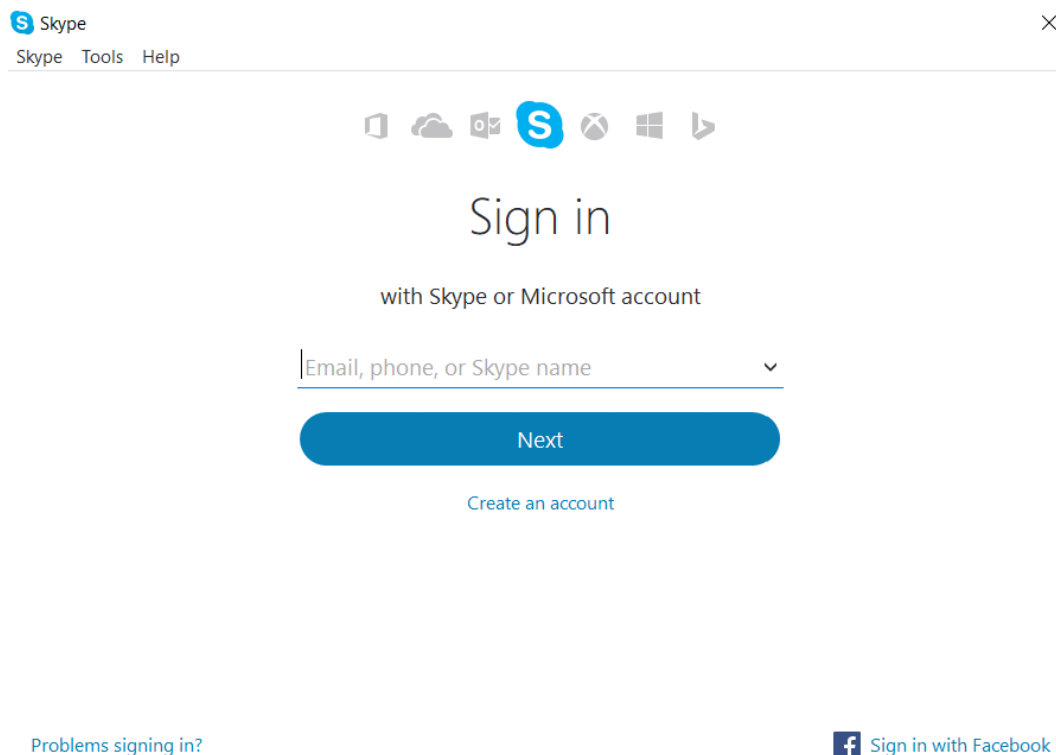 Skype
Skype Tools Help
Sign in
with Skype or Microsoft account
Email, phone, or Skype name
Next
Create an account
Problems signing in? Sign in with Facebook